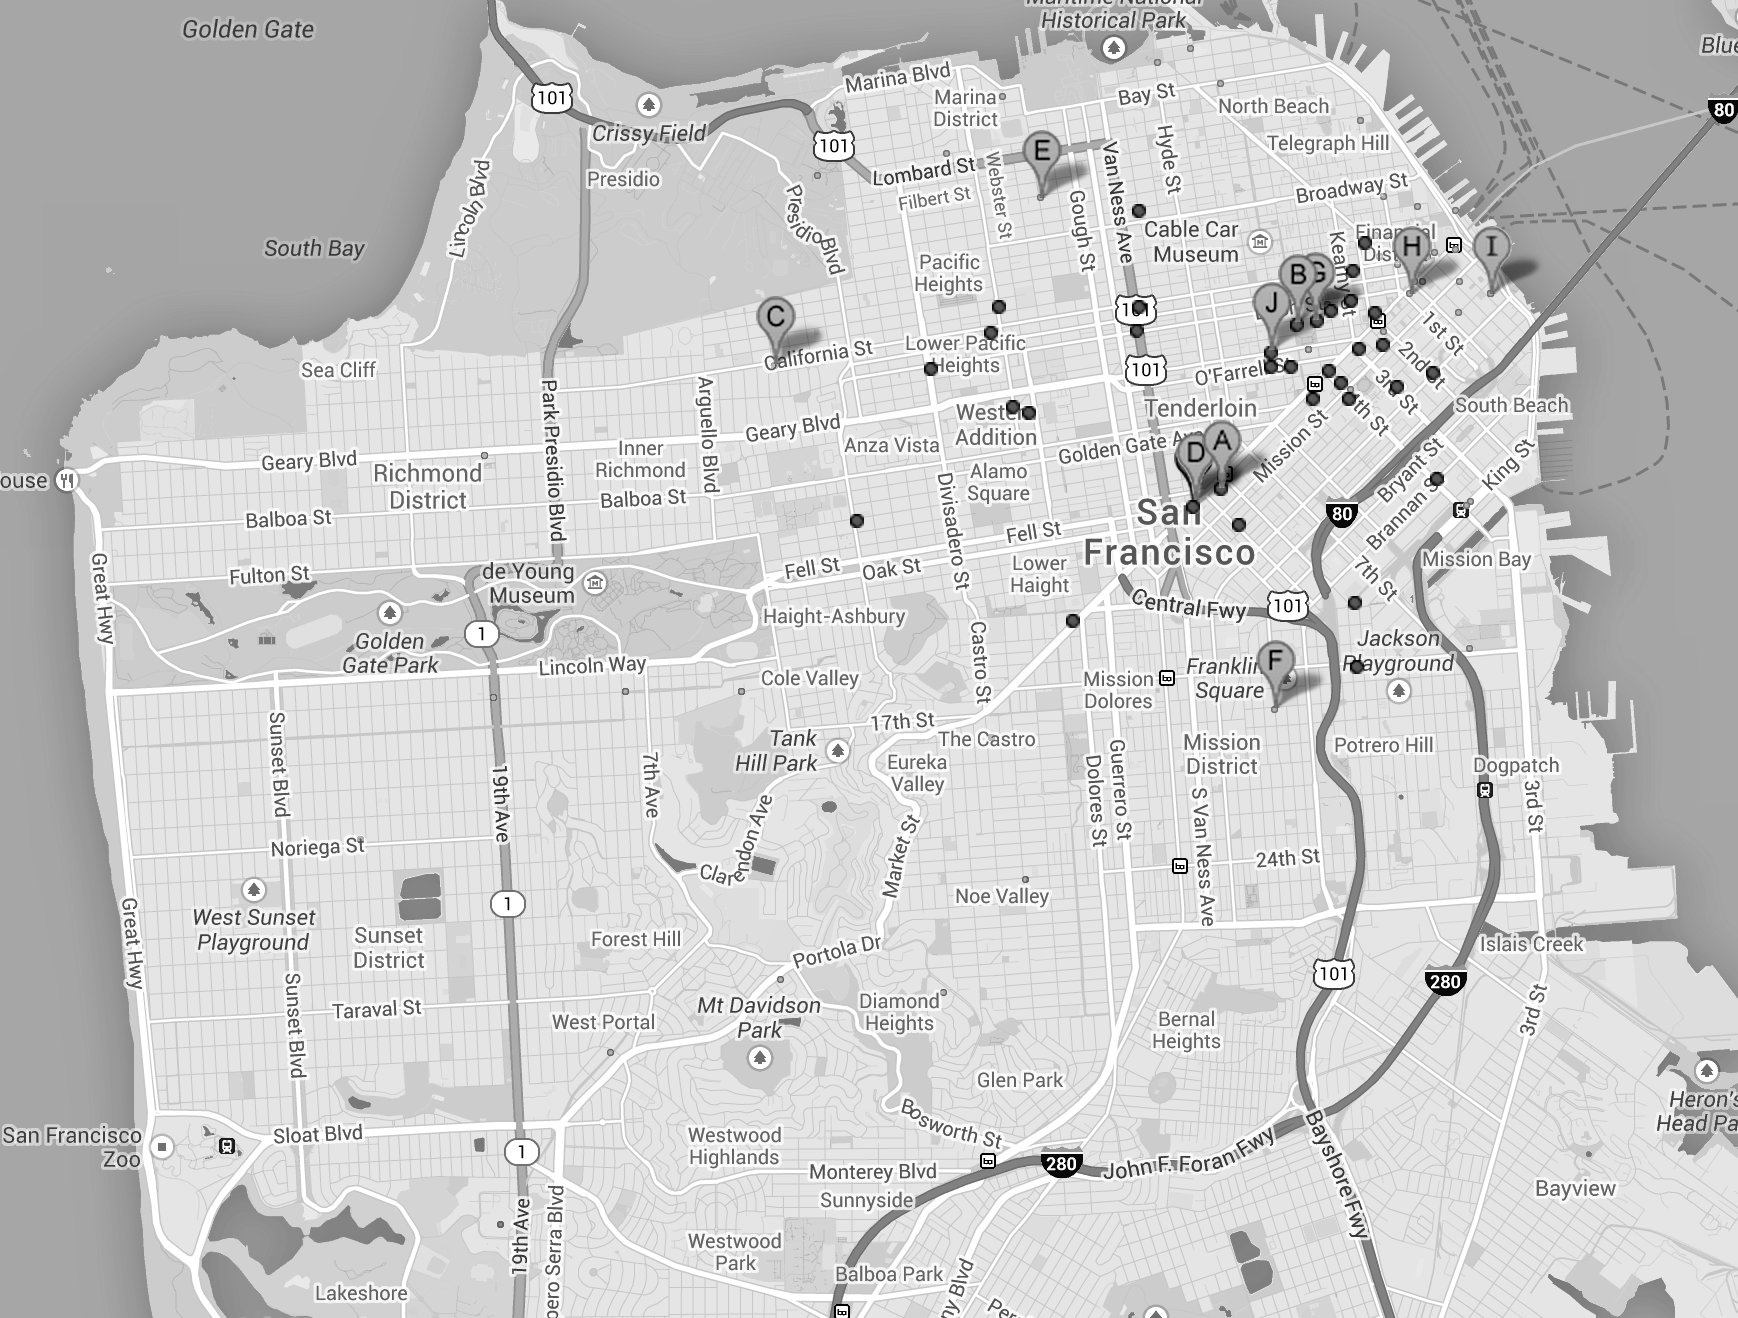 Maritime National
Historical Park
Golden Gate
Blue
101
Marina Blvd
80
Marina
District
Bay St
North Beach
Crissy Field
101
Telegraph Hill
E
Lombard St
Presidio
Filbert St
Webster St
Van Ness Ave
Hyde St
Broadway St
Lincoln Blvd
Presidio Blvd
Gough St
South Bay
Cable Car
Museum
Kearny St
Financial
H
I
Pacific
Heights
B
G
J
C
101
1st St
California St
Lower Pacific
Heights
2nd St
Sea Cliff
101
O'Farrell St
3rd St
Park Presidio Blvd
Arguello Blvd
4th St
South Beach
Tenderloin
Western
Addition
Geary Blvd
Anza Vista
Golden Gate Ave
Mission St
A
D
Inner
Richmond
Geary Blvd
Richmond
District
Balboa St
Alamo
Square
Bryant St
King St
ouse
Balboa St
Divisadero St
80
Brannan St
San
Francisco
Fell St
Great Hwy
Fulton St
de Young
Museum
Fell St
Oak St
Lower
Haight
Mission Bay
7th St
Haight-Ashbury
Central Fwy
101
Golden
Gate Park
1
Castro St
Jackson
Playground
Lincoln Way
Cole Valley
Mission
Dolores
Franklin
Square
F
17th St
The Castro
Tank
Hill Park
Sunset Blvd
19th Ave
7th Ave
Eureka
Valley
Dolores St
Guerrero St
Mission
District
Potrero Hill
Dogpatch
3rd St
Clarendon Ave
Market St
S Van Ness Ave
Noriega St
24th St
West Sunset
Playground
1
Noe Valley
Great Hwy
Sunset
District
Forest Hill
Portola Dr
Islais Creek
101
280
Sunset Blvd
Taraval St
West Portal
Mt Davidson
Park
Diamond
Heights
Bernal
Heights
3rd St
Glen Park
Heron's
Head Pa
San Francisco
Zoo
Sloat Blvd
1
Westwood
Highlands
Bosworth St
Monterey Blvd
280
John F. Foran Fwy
Bayshore Fwy
Sunnyside
Bayview
19th Ave
pero Serra Blvd
Westwood
Park
Balboa Park
ny Blvd
Lakeshore